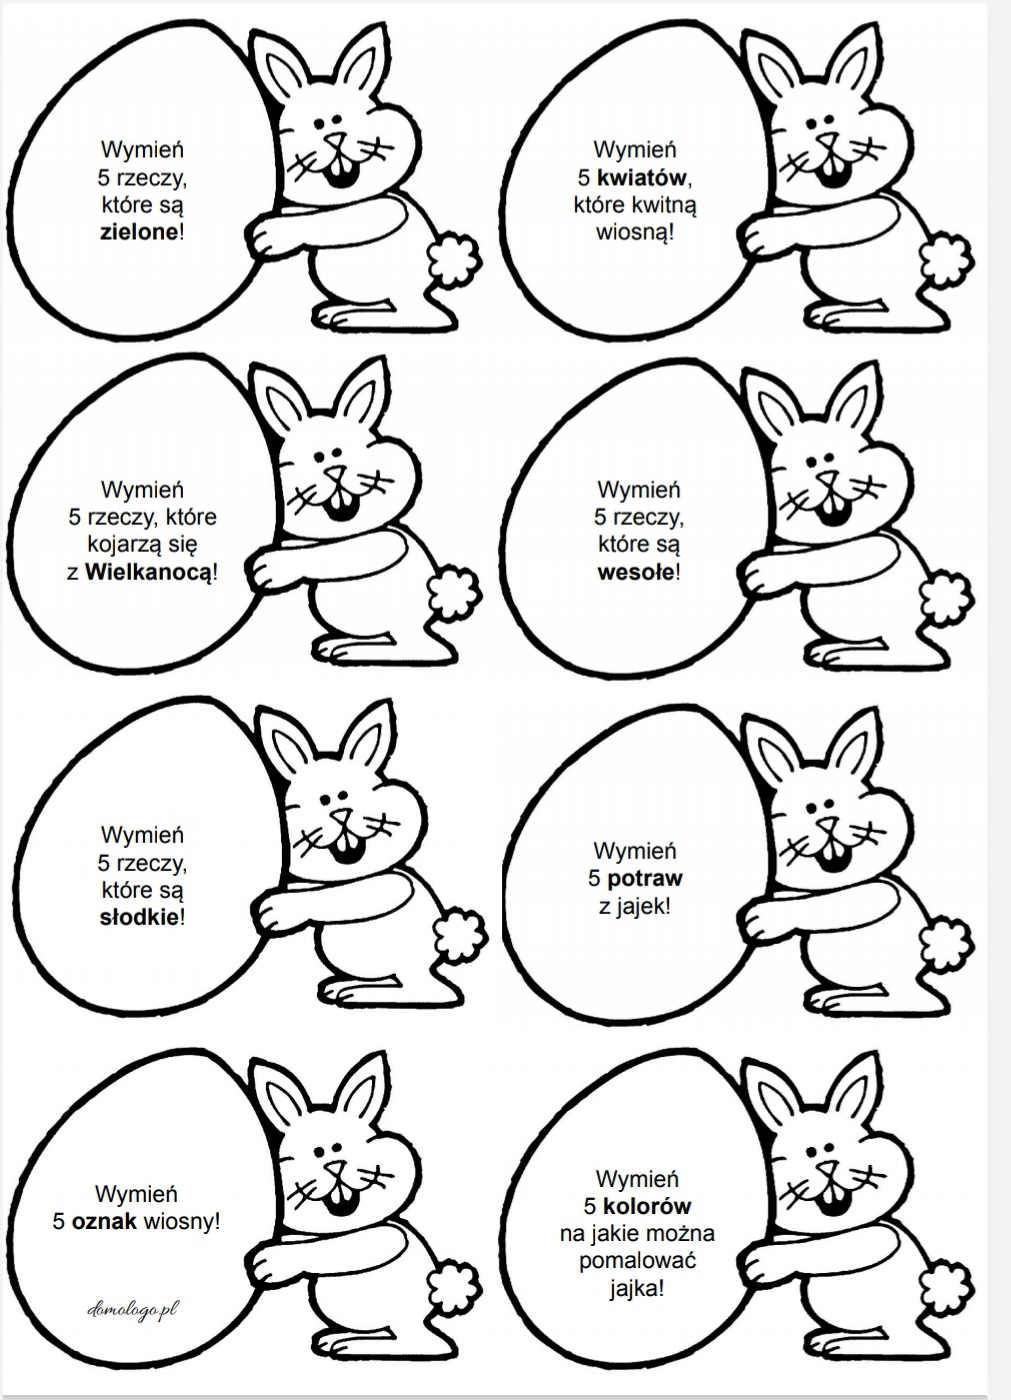 Wymień
5 rzeczy,
które są
zielone!
Wymień
5 kwiatów,
które kwitną
wiosną!
Wymień
5 rzeczy, które
kojarzą się
z Wielkanocą!
Wymień
5 rzeczy,
które są
wesołe!
Wymień
5 rzeczy,
które są
słodkie!
Wymień
5 potraw
z jajek!
Wymień
5 oznak wiosny!
domologo.pl
Wymień
5 kolorów
na jakie można
pomalować
jajka!